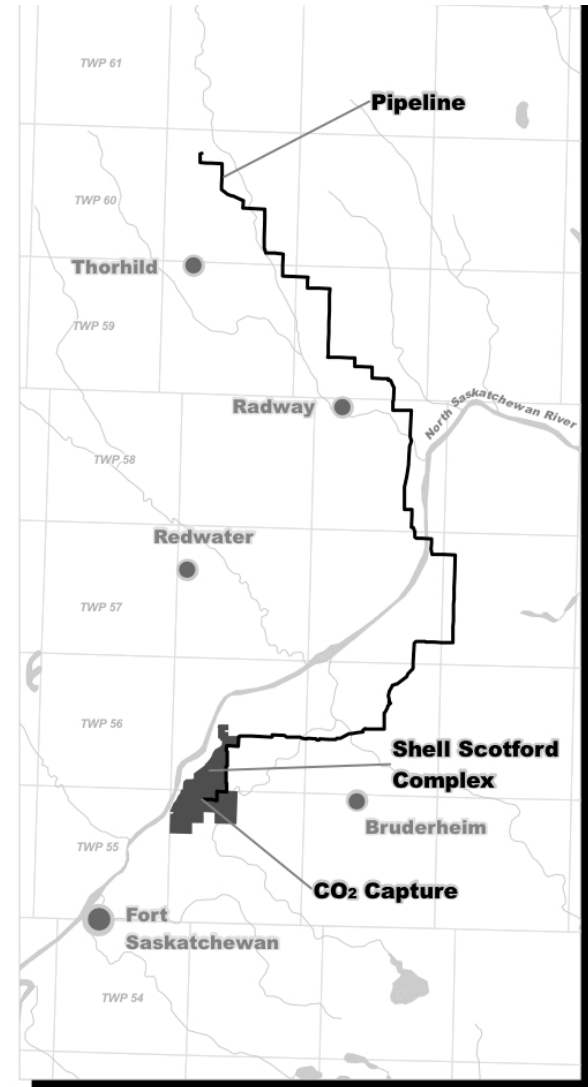 TWP 61
Pipeline
TWP 60
Thorhild
TWP 59
Radway
North Saskatchewan River
TWP 58
Redwater
TWP 57
TWP 56
Shell Scotford
Complex
Bruderheim
TWP 55
CO₂ Capture
Fort
Saskatchewan
TWP 54